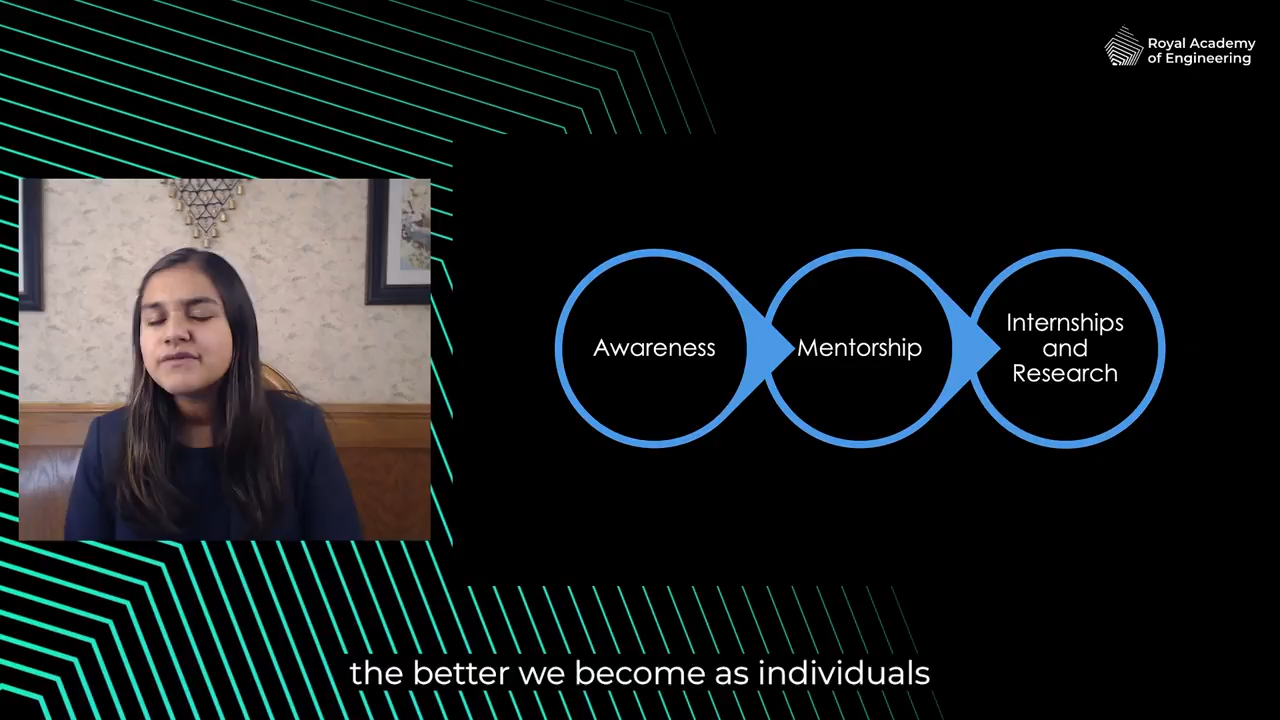 Royal Academy
of Engineering
Awareness
Mentorship
Internships
and
Research
the better we become as individuals